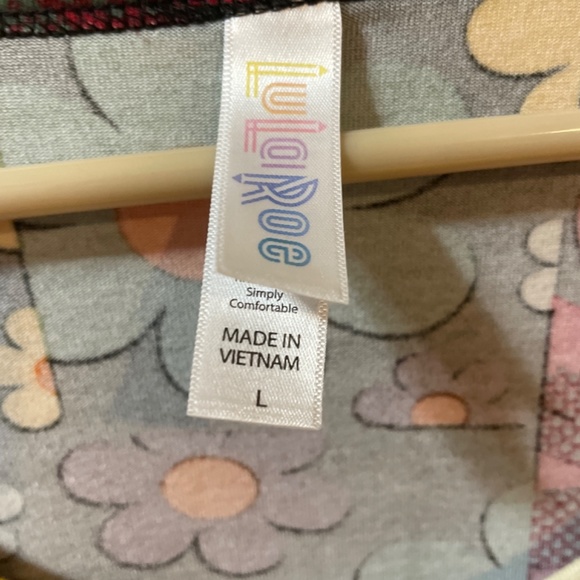 LuLaRoe
Simply
Comfortable
MADE IN
VIETNAM
L